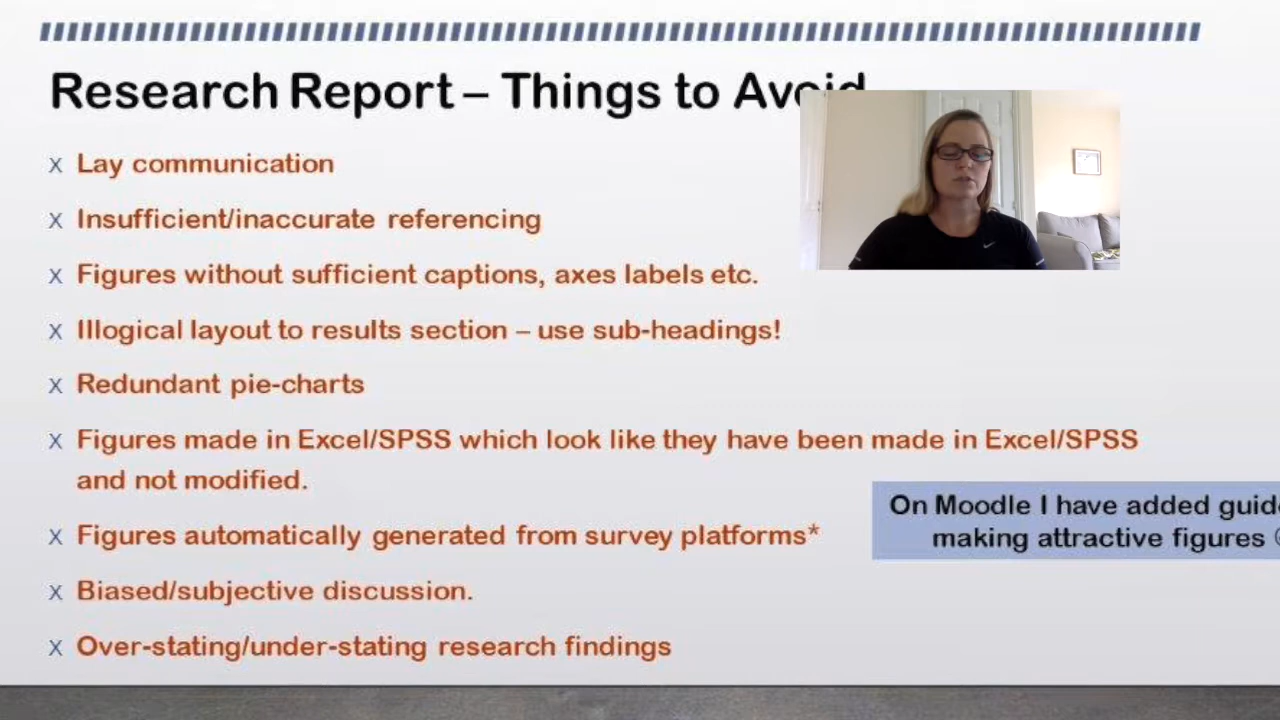 Research Report – Things to Avoid
x Lay communication
x Insufficient/inaccurate referencing
x Figures without sufficient captions, axes labels etc.
x Illogical layout to results section – use sub-headings!
x Redundant pie-charts
x Figures made in Excel/SPSS which look like they have been made in Excel/SPSS
and not modified.
On Moodle I have added
making attractive figures
x Figures automatically generated from survey platforms*
x Biased/subjective discussion.
x Over-stating/under-stating research findings